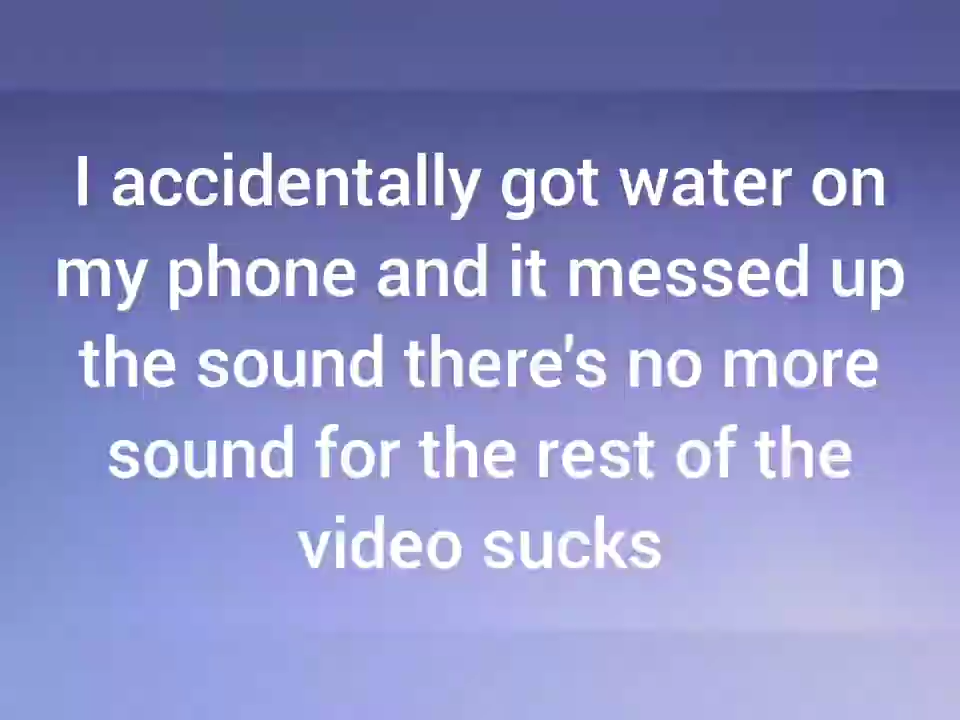 I accidentally got water on
my phone and it messed up
the sound there's no more
sound for the rest of the
video sucks